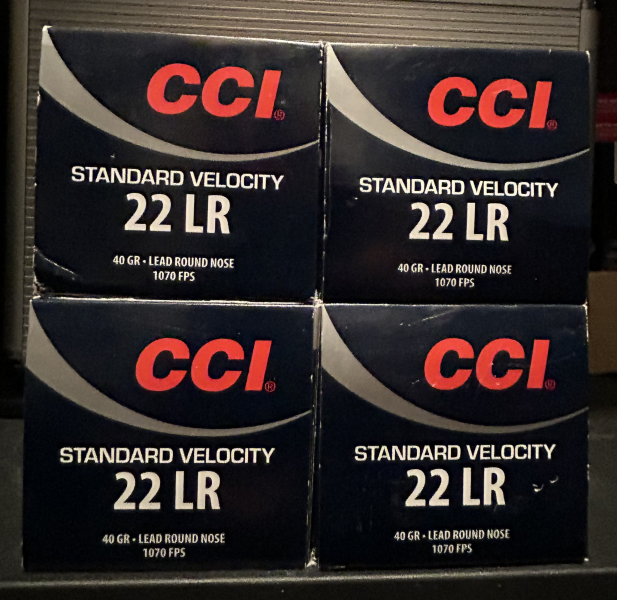 CCI®
STANDARD VELOCITY
22 LR
40 GR • LEAD ROUND NOSE
1070 FPS
CCI®
STANDARD VELOCITY
22 LR
40 GR • LEAD ROUND NOSE
1070 FPS
CCI®
STANDARD VELOCITY
22 LR
40 GR • LEAD ROUND NOSE
1070 FPS
CCI®
STANDARD VELOCITY
22 LR
40 GR • LEAD ROUND NOSE
1070 FPS